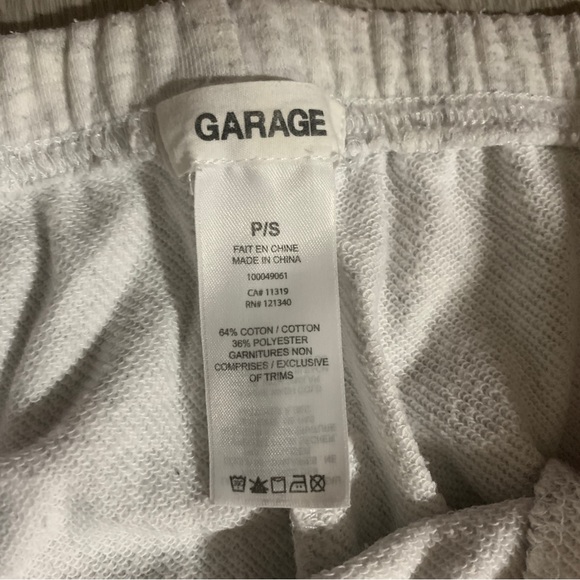 GARAGE
P/S
FAIT EN CHINE
MADE IN CHINA
100049061
CA# 11319
RN# 121340
64% COTON / COTTON
36% POLYESTER
GARNITURES NON
COMPRISES / EXCLUSIVE
OF TRIMS